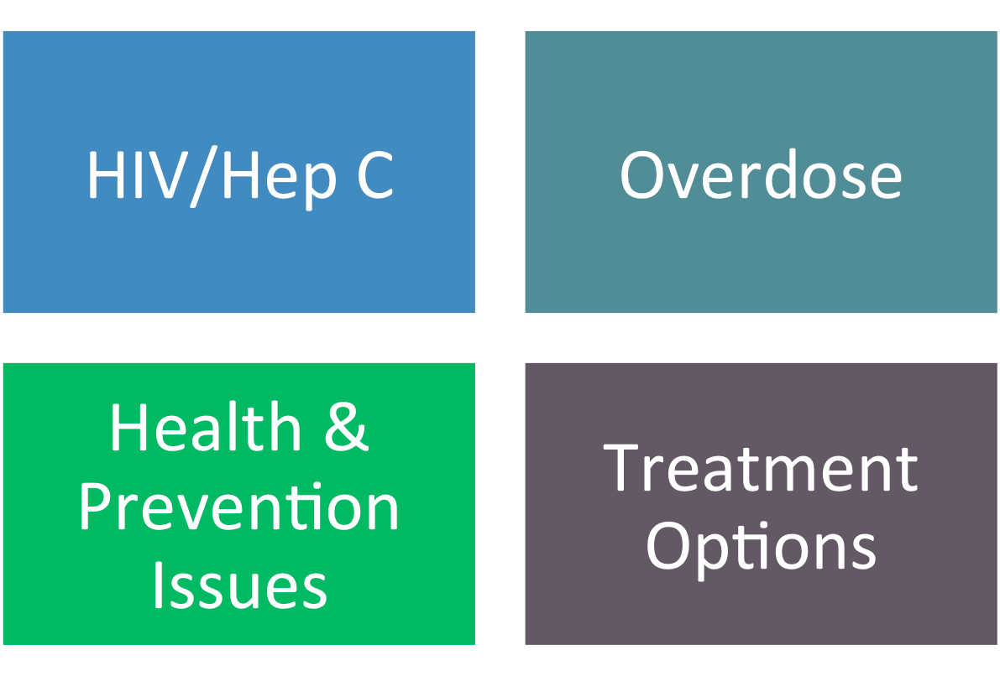 HIV/Hep C
Overdose
Health &
Prevention
Issues
Treatment
Options